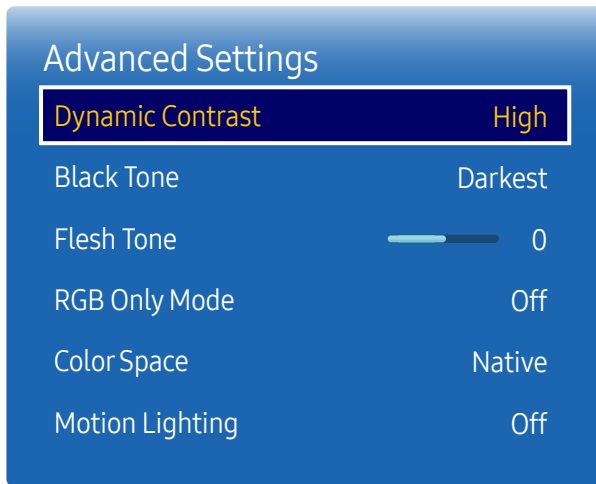 Advanced Settings
Dynamic Contrast High
Black Tone Darkest
Flesh Tone 0
RGB Only Mode Off
Color Space Native
Motion Lighting Off